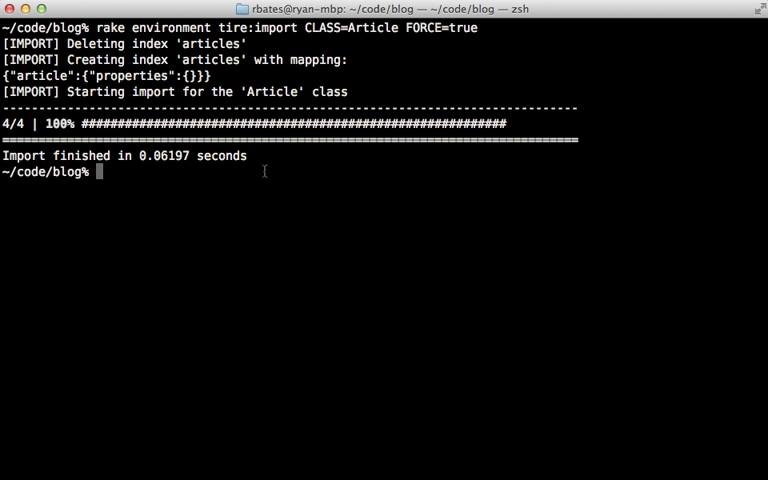 rbates@ryan-mbp: ~/code/blog — ~/code/blog — zsh
~/code/blog% rake environment tire:import CLASS=Article FORCE=true
[IMPORT] Deleting index 'articles'
[IMPORT] Creating index 'articles' with mapping:
{"article":{"properties":{}}}
[IMPORT] Starting import for the 'Article' class
--------------------------------------------------------------------------------
4/4 | 100% ###########################################################
================================================================================
Import finished in 0.06197 seconds
~/code/blog%